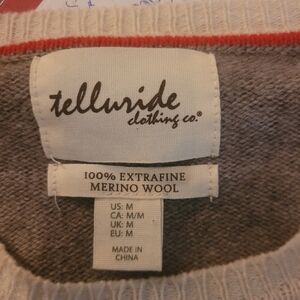 telluride
clothing co.®
100% EXTRAFINE
MERINO WOOL
US: M
CA: M/M
UK: M
EU: M
MADE IN
CHINA